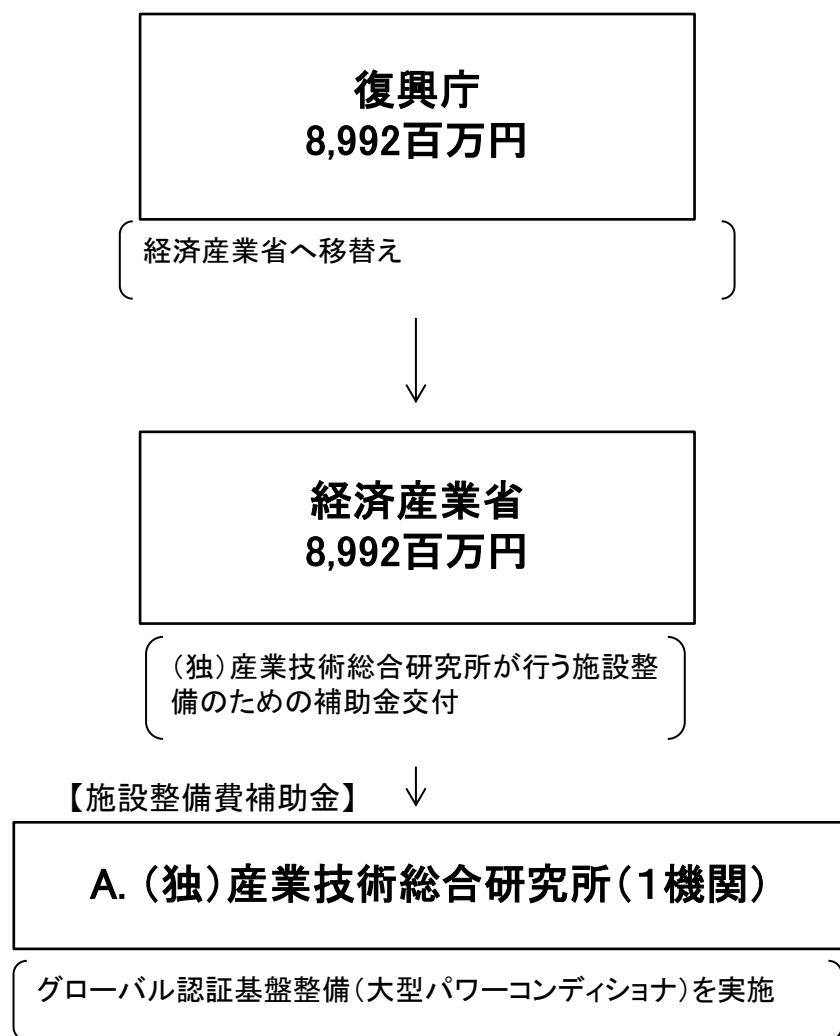 復興庁
8,992百万円
経済産業省へ移替え
経済産業省
8,992百万円
（独）産業技術総合研究所が行う施設整
備のための補助金交付
【施設整備費補助金】
A.（独）産業技術総合研究所（１機関）
グローバル認証基盤整備（大型パワーコンディショナ）を実施